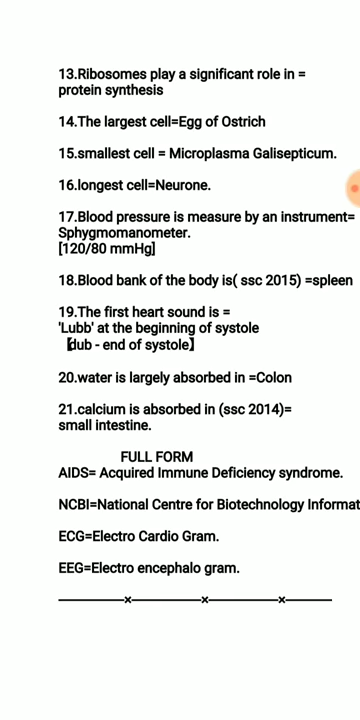 13.Ribosomes play a significant role in =
protein synthesis
14.The largest cell=Egg of Ostrich
15.smallest cell = Microplasma Galisepticum.
16.longest cell=Neurone.
17.Blood pressure is measure by an instrument=
Sphygmomanometer.
[120/80 mmHg]
18.Blood bank of the body is( ssc 2015) =spleen
19.The first heart sound is =
'Lubb' at the beginning of systole
【dub - end of systole】
20.water is largely absorbed in =Colon
21.calcium is absorbed in (ssc 2014)=
small intestine.
FULL FORM
AIDS= Acquired Immune Deficiency syndrome.
NCBI=National Centre for Biotechnology Informat
ECG=Electro Cardio Gram.
EEG=Electro encephalo gram.